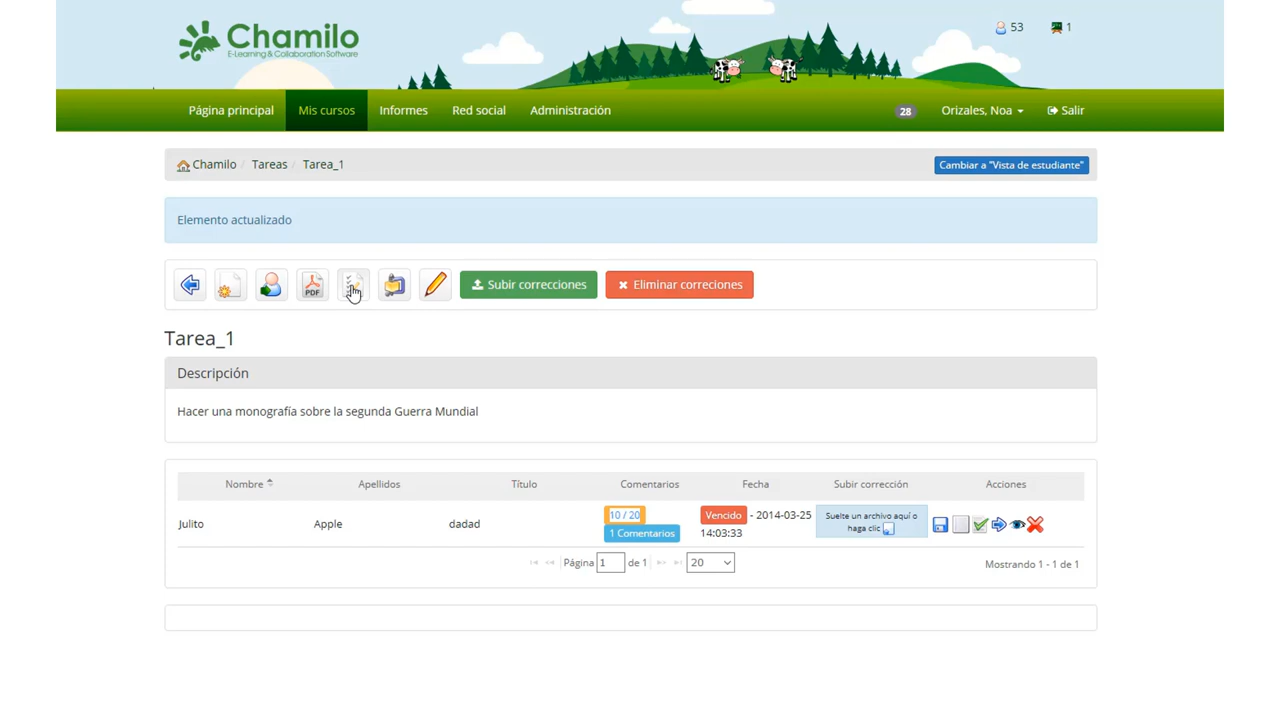 Chamilo
E-Learning & Collaboration Software
53
1
Página principal
Mis cursos
Informes
Red social
Administración
28
Orizales, Noa
Salir
Chamilo / Tareas / Tarea_1
Cambiar a "Vista de estudiante"
Elemento actualizado
PDF
Subir correcciones
Eliminar correciones
Tarea_1
Descripción
Hacer una monografía sobre la segunda Guerra Mundial
Nombre Apellidos Título Comentarios Fecha Subir corrección Acciones
Julito Apple dadad
10 / 20
1 Comentarios
Vencido - 2014-03-25
14:03:33
Suelte un archivo aquí o
haga clic
Página 1 de 1 20
Mostrando 1 - 1 de 1